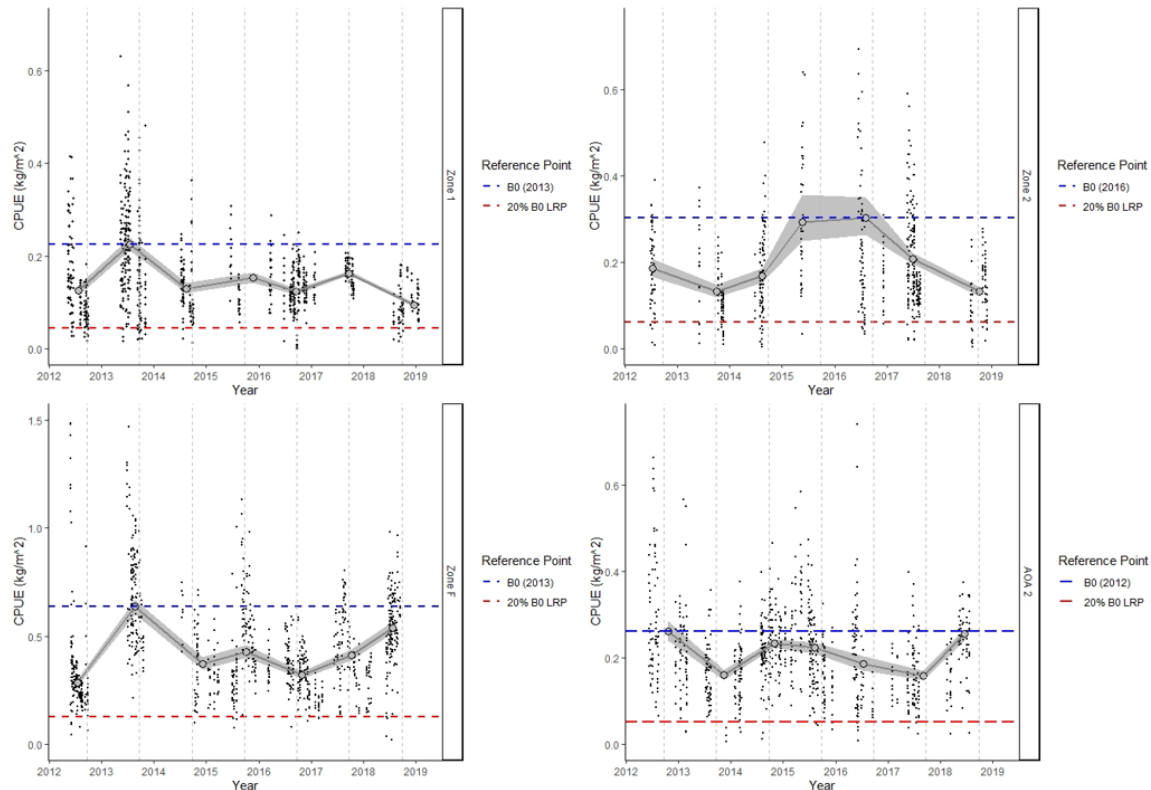 0.6
0.4
0.2
0.0
CPUE (kg/m^2)
2012 2013 2014 2015 2016 2017 2018 2019
Year
Zone 1
Reference Point
B0 (2013)
20% B0 LRP
0.6
0.4
0.2
0.0
CPUE (kg/m^2)
2012 2013 2014 2015 2016 2017 2018 2019
Year
Zone 2
Reference Point
B0 (2016)
20% B0 LRP
1.5
1.0
0.5
0.0
CPUE (kg/m^2)
2012 2013 2014 2015 2016 2017 2018 2019
Year
Zone F
Reference Point
B0 (2013)
20% B0 LRP
0.6
0.4
0.2
0.0
CPUE (kg/m^2)
2012 2013 2014 2015 2016 2017 2018 2019
Year
AOA 2
Reference Point
B0 (2012)
20% B0 LRP